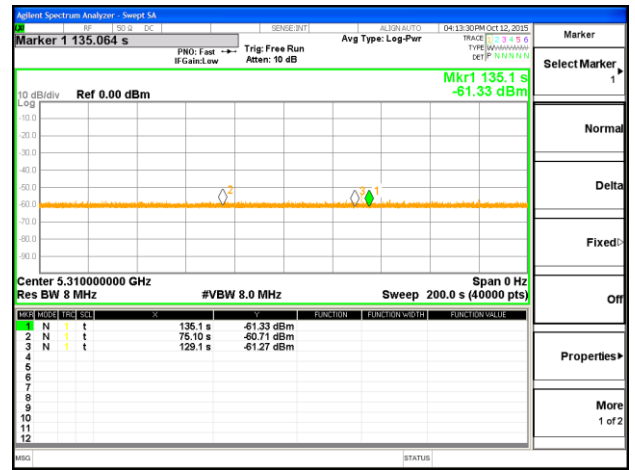 Agilent Spectrum Analyzer - Swept SA
RF 50 Ω DC SENSE:INT ALIGN AUTO 04:13:30PM Oct 12, 2015
Marker 1 135.064 s
PNO: Fast
IFGain:Low
Trig: Free Run
Atten: 10 dB
Avg Type: Log-Pwr
TRACE 1 2 3 4 5 6
TYPE
DET P N N N N N
Marker
Select Marker
1
Normal
Delta
Fixed
Off
Properties
More
1 of 2
Mkr1 135.1 s
-61.33 dBm
10 dB/div Ref 0.00 dBm
Log
-10.0
-20.0
-30.0
-40.0
-50.0
-60.0
-70.0
-80.0
-90.0
2
3
1
Center 5.310000000 GHz Span 0 Hz
Res BW 8 MHz #VBW 8.0 MHz Sweep 200.0 s (40000 pts)
MKR MODE TRC SCL X Y FUNCTION FUNCTION WIDTH FUNCTION VALUE
1 N 1 t 135.1 s -61.33 dBm
2 N 1 t 75.10 s -60.71 dBm
3 N 1 t 129.1 s -61.27 dBm
4
5
6
7
8
9
10
11
12
MSG STATUS